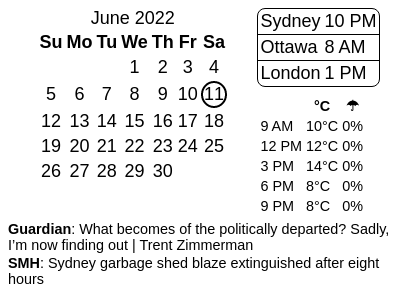 June 2022
Su Mo Tu We Th Fr Sa
1 2 3 4
5 6 7 8 9 10 11
12 13 14 15 16 17 18
19 20 21 22 23 24 25
26 27 28 29 30
Sydney 10 PM
Ottawa 8 AM
London 1 PM
°C ☂
9 AM 10°C 0%
12 PM 12°C 0%
3 PM 14°C 0%
6 PM 8°C 0%
9 PM 8°C 0%
Guardian: What becomes of the politically departed? Sadly,
I’m now finding out | Trent Zimmerman
SMH: Sydney garbage shed blaze extinguished after eight
hours